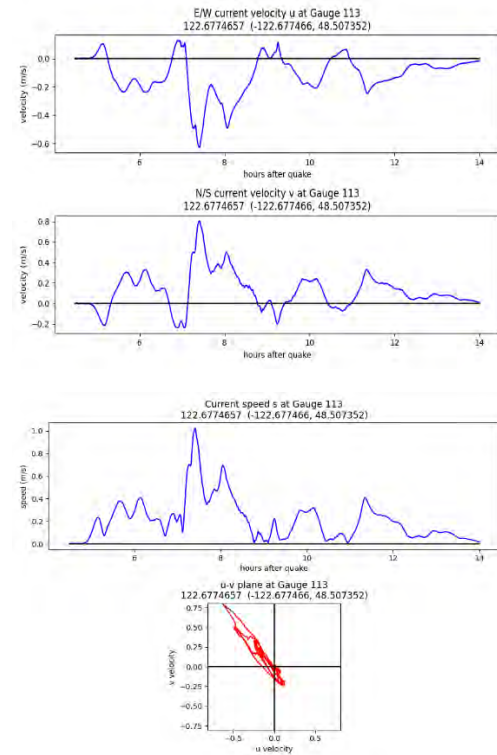 E/W current velocity u at Gauge 113
122.6774657 (-122.677466, 48.507352)
velocity (m/s)
0.0
−0.2
−0.4
−0.6
6 8 10 12 14
hours after quake
N/S current velocity v at Gauge 113
122.6774657 (-122.677466, 48.507352)
velocity (m/s)
0.8
0.6
0.4
0.2
0.0
−0.2
6 8 10 12 14
hours after quake
Current speed s at Gauge 113
122.6774657 (-122.677466, 48.507352)
speed (m/s)
1.0
0.8
0.6
0.4
0.2
0.0
6 8 10 12 14
hours after quake
u-v plane at Gauge 113
122.6774657 (-122.677466, 48.507352)
v velocity
0.75
0.50
0.25
0.00
−0.25
−0.50
−0.75
−0.5 0.0 0.5
u velocity